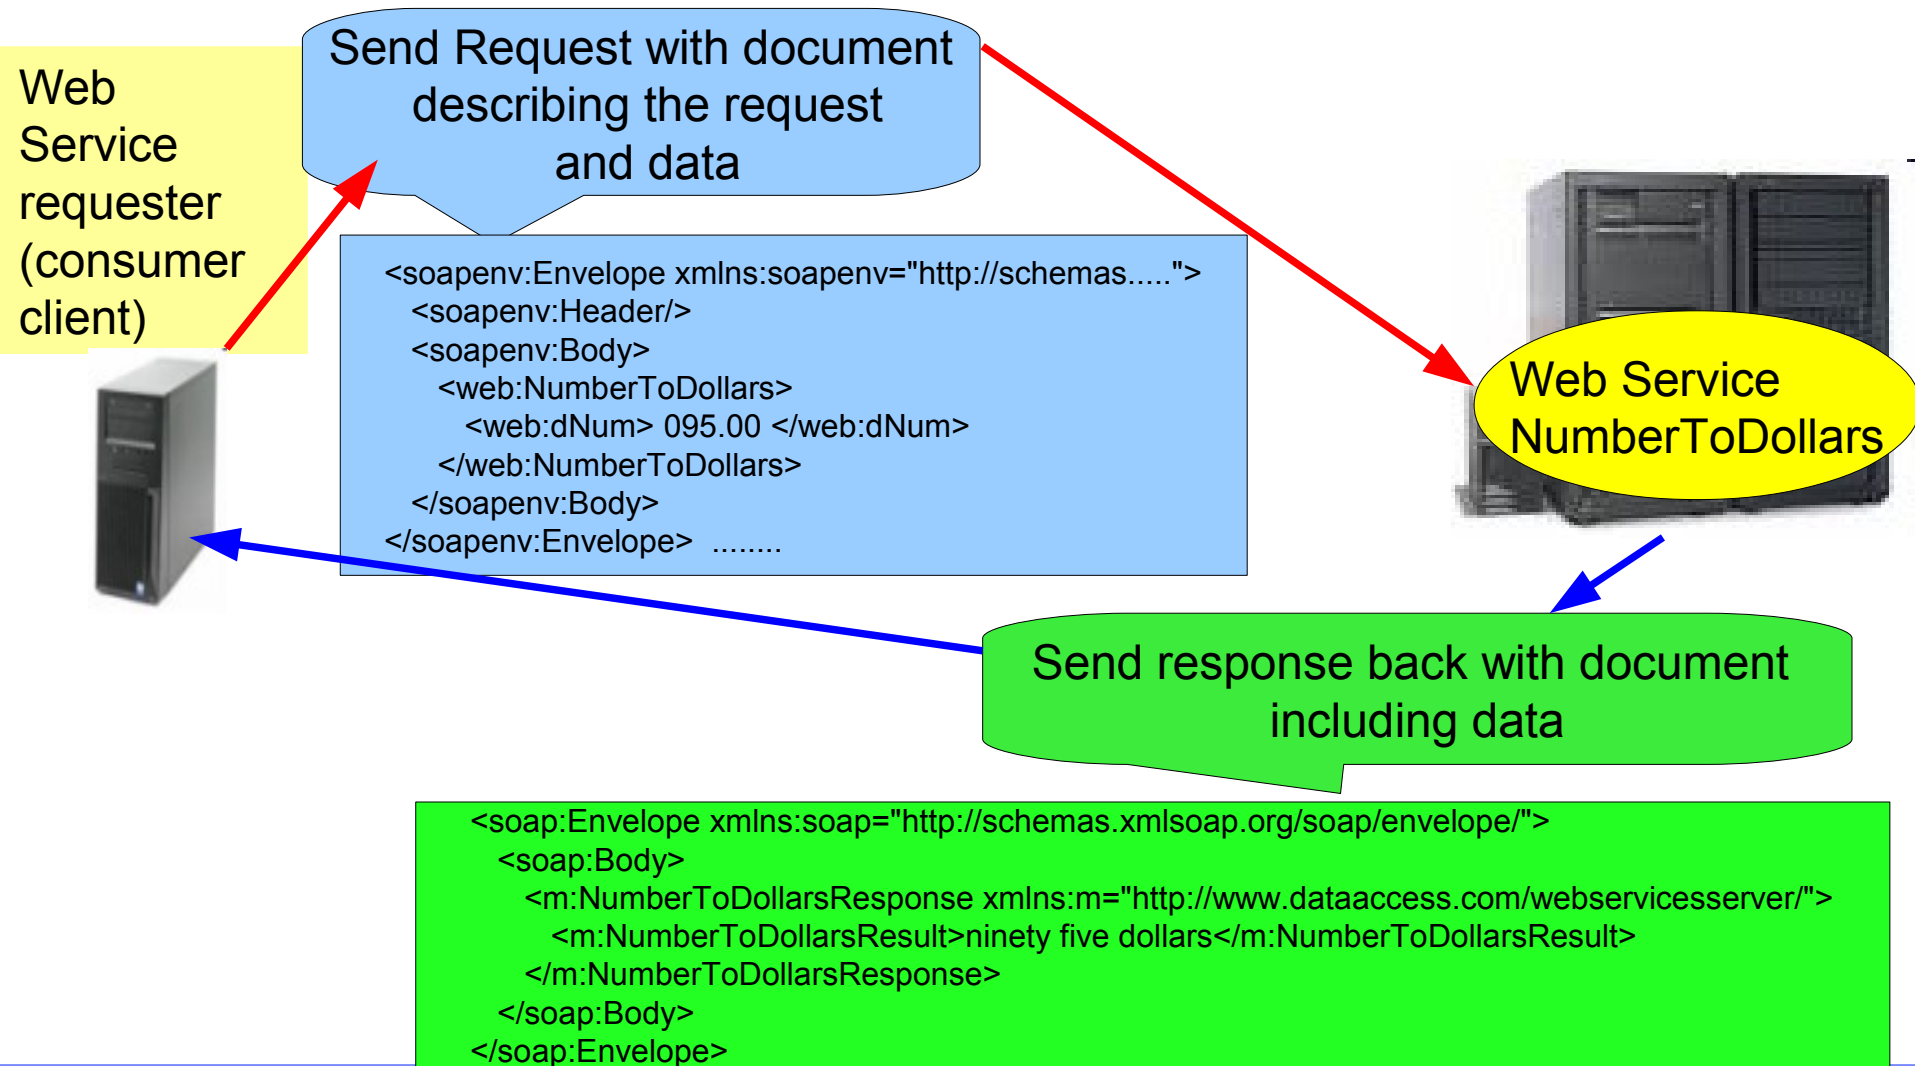 Web
Service
requester
(consumer
client)
Send Request with document
describing the request
and data
<soapenv:Envelope xmlns:soapenv="http://schemas.....">
<soapenv:Header/>
<soapenv:Body>
<web:NumberToDollars>
<web:dNum> 095.00 </web:dNum>
</web:NumberToDollars>
</soapenv:Body>
</soapenv:Envelope> ........
Web Service
NumberToDollars
Send response back with document
including data
<soap:Envelope xmlns:soap="http://schemas.xmlsoap.org/soap/envelope/">
<soap:Body>
<m:NumberToDollarsResponse xmlns:m="http://www.dataaccess.com/webservicesserver/">
<m:NumberToDollarsResult>ninety five dollars</m:NumberToDollarsResult>
</m:NumberToDollarsResponse>
</soap:Body>
</soap:Envelope>